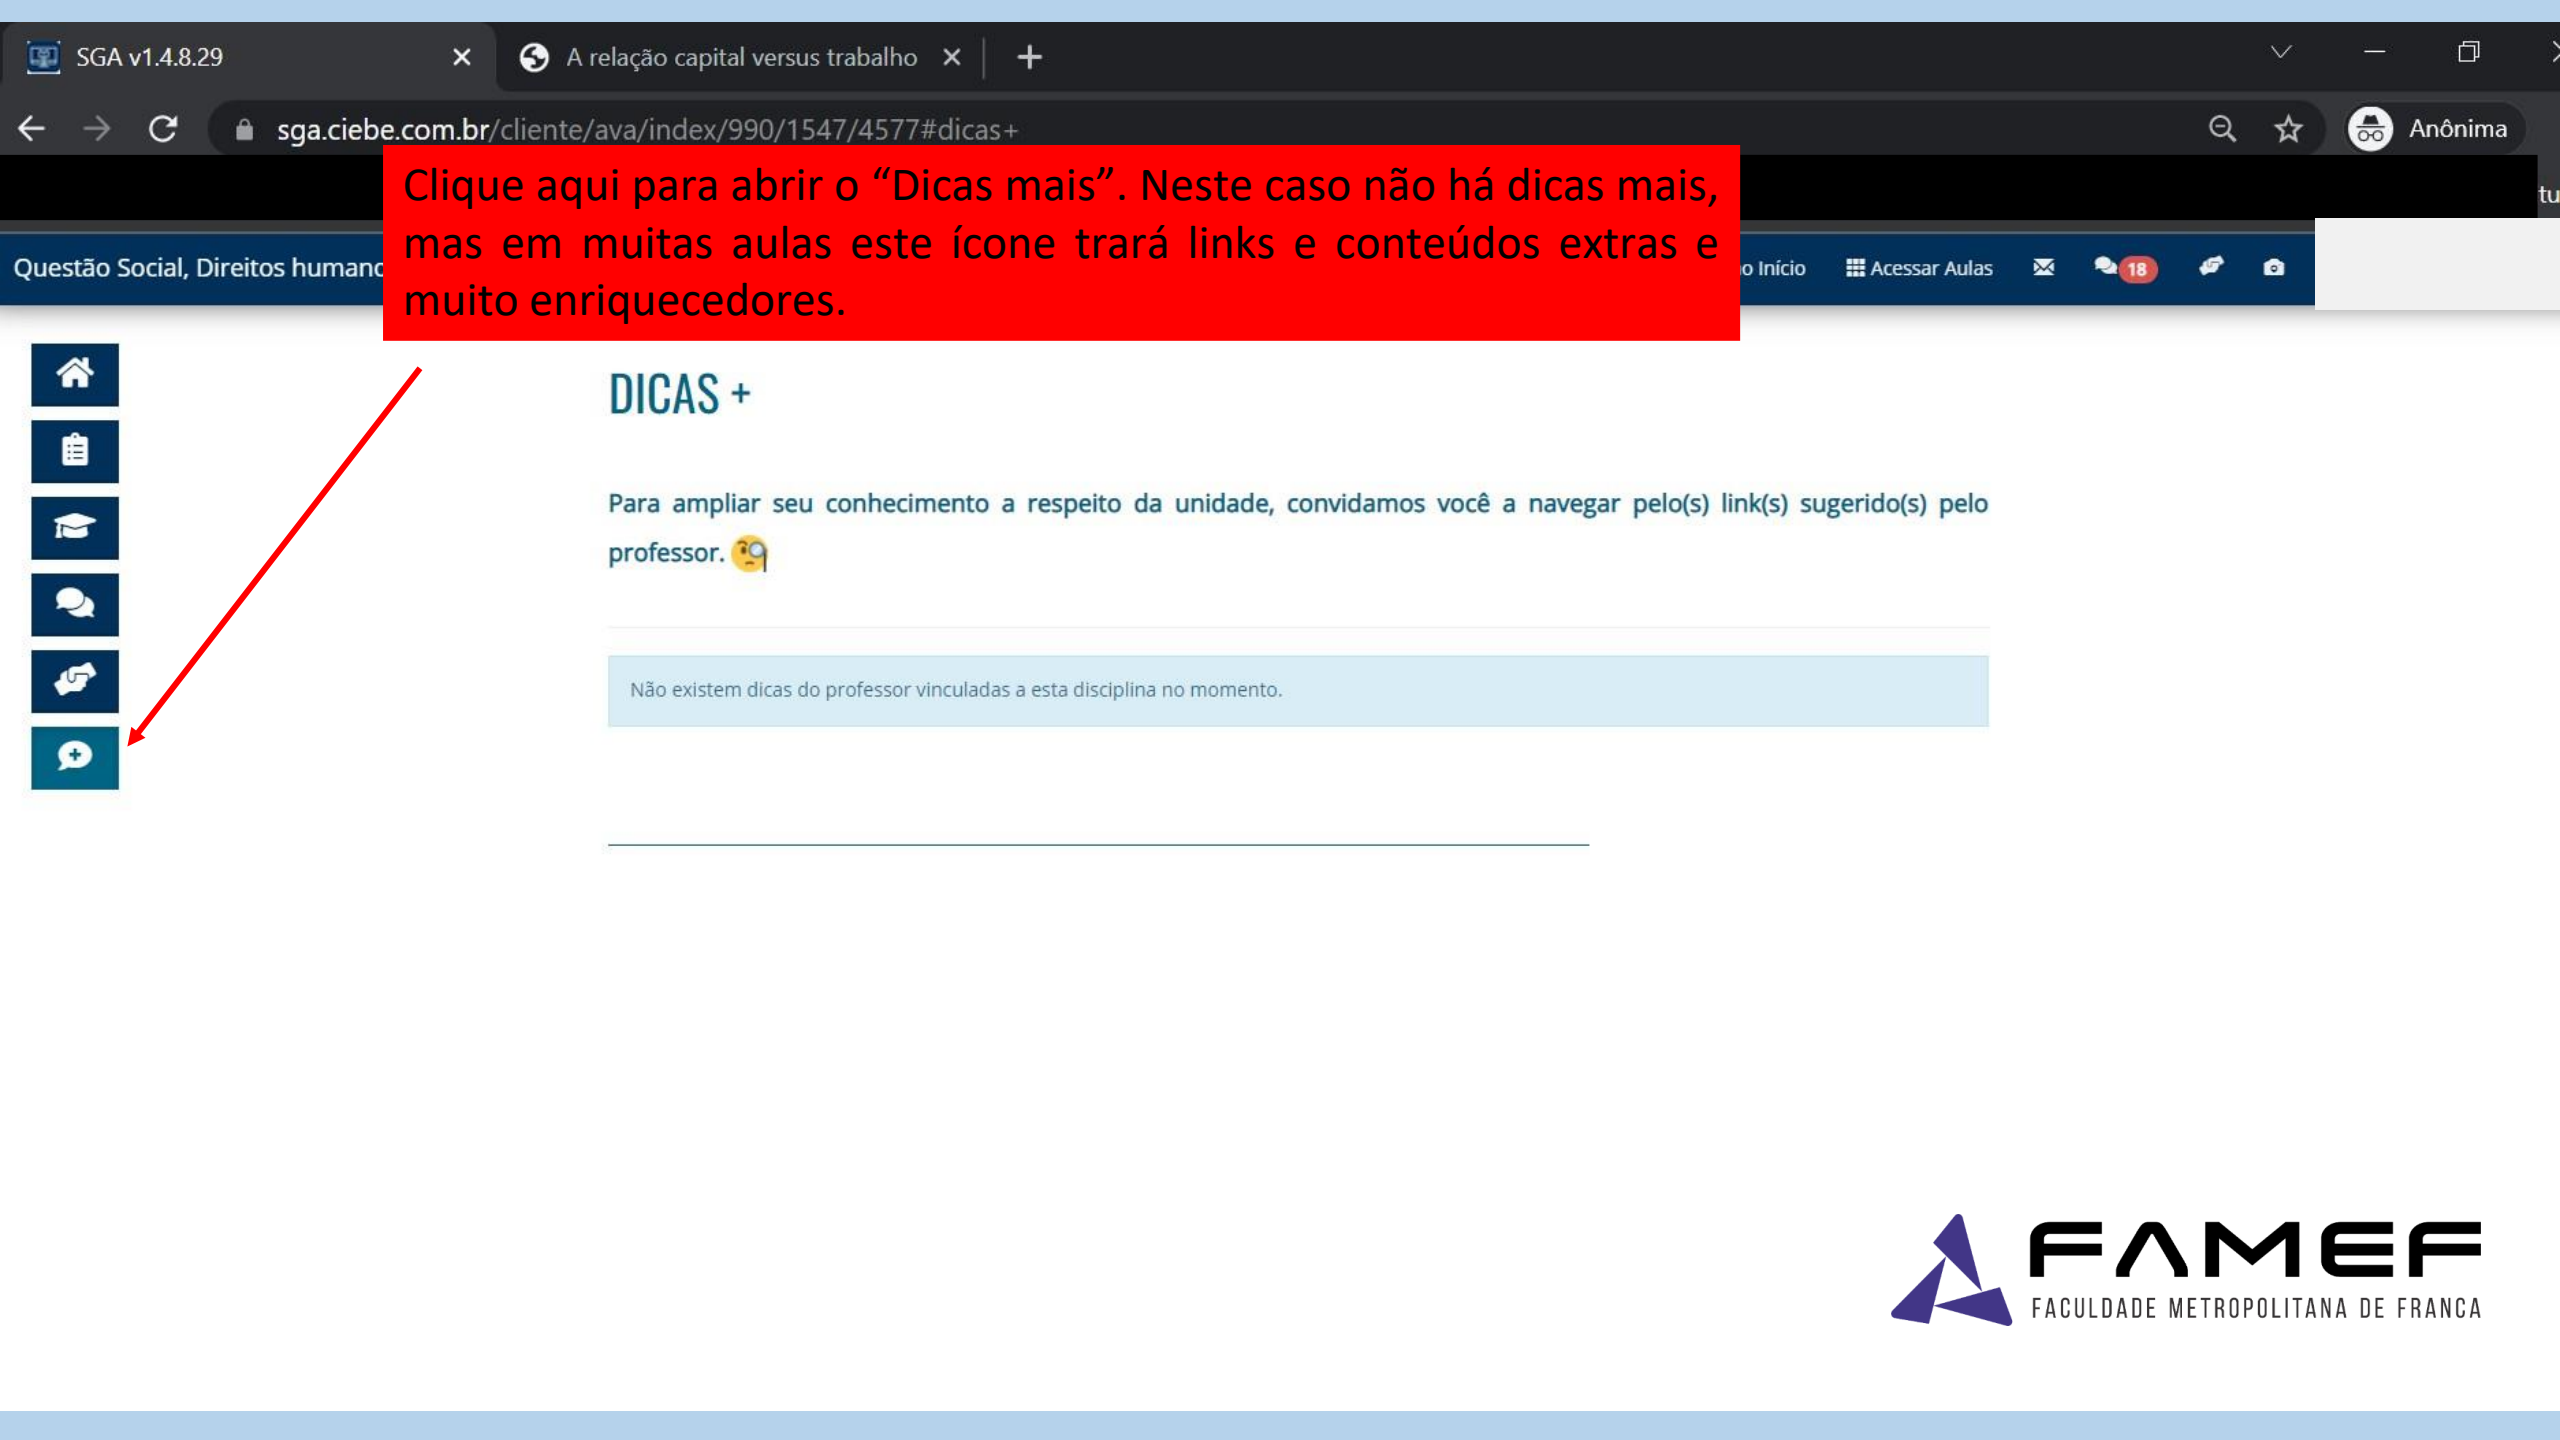 SGA v1.4.8.29
A relação capital versus trabalho
sga.ciebe.com.br/cliente/ava/index/990/1547/4577#dicas+
Anônima
Clique aqui para abrir o “Dicas mais”. Neste caso não há dicas mais,
mas em muitas aulas este ícone trará links e conteúdos extras e
muito enriquecedores.
Questão Social, Direitos
Início
Acessar Aulas
18
DICAS +
Para ampliar seu conhecimento a respeito da unidade, convidamos você a navegar pelo(s) link(s) sugerido(s) pelo
professor.
Não existem dicas do professor vinculadas a esta disciplina no momento.
FAMEF
FACULDADE METROPOLITANA DE FRANCA